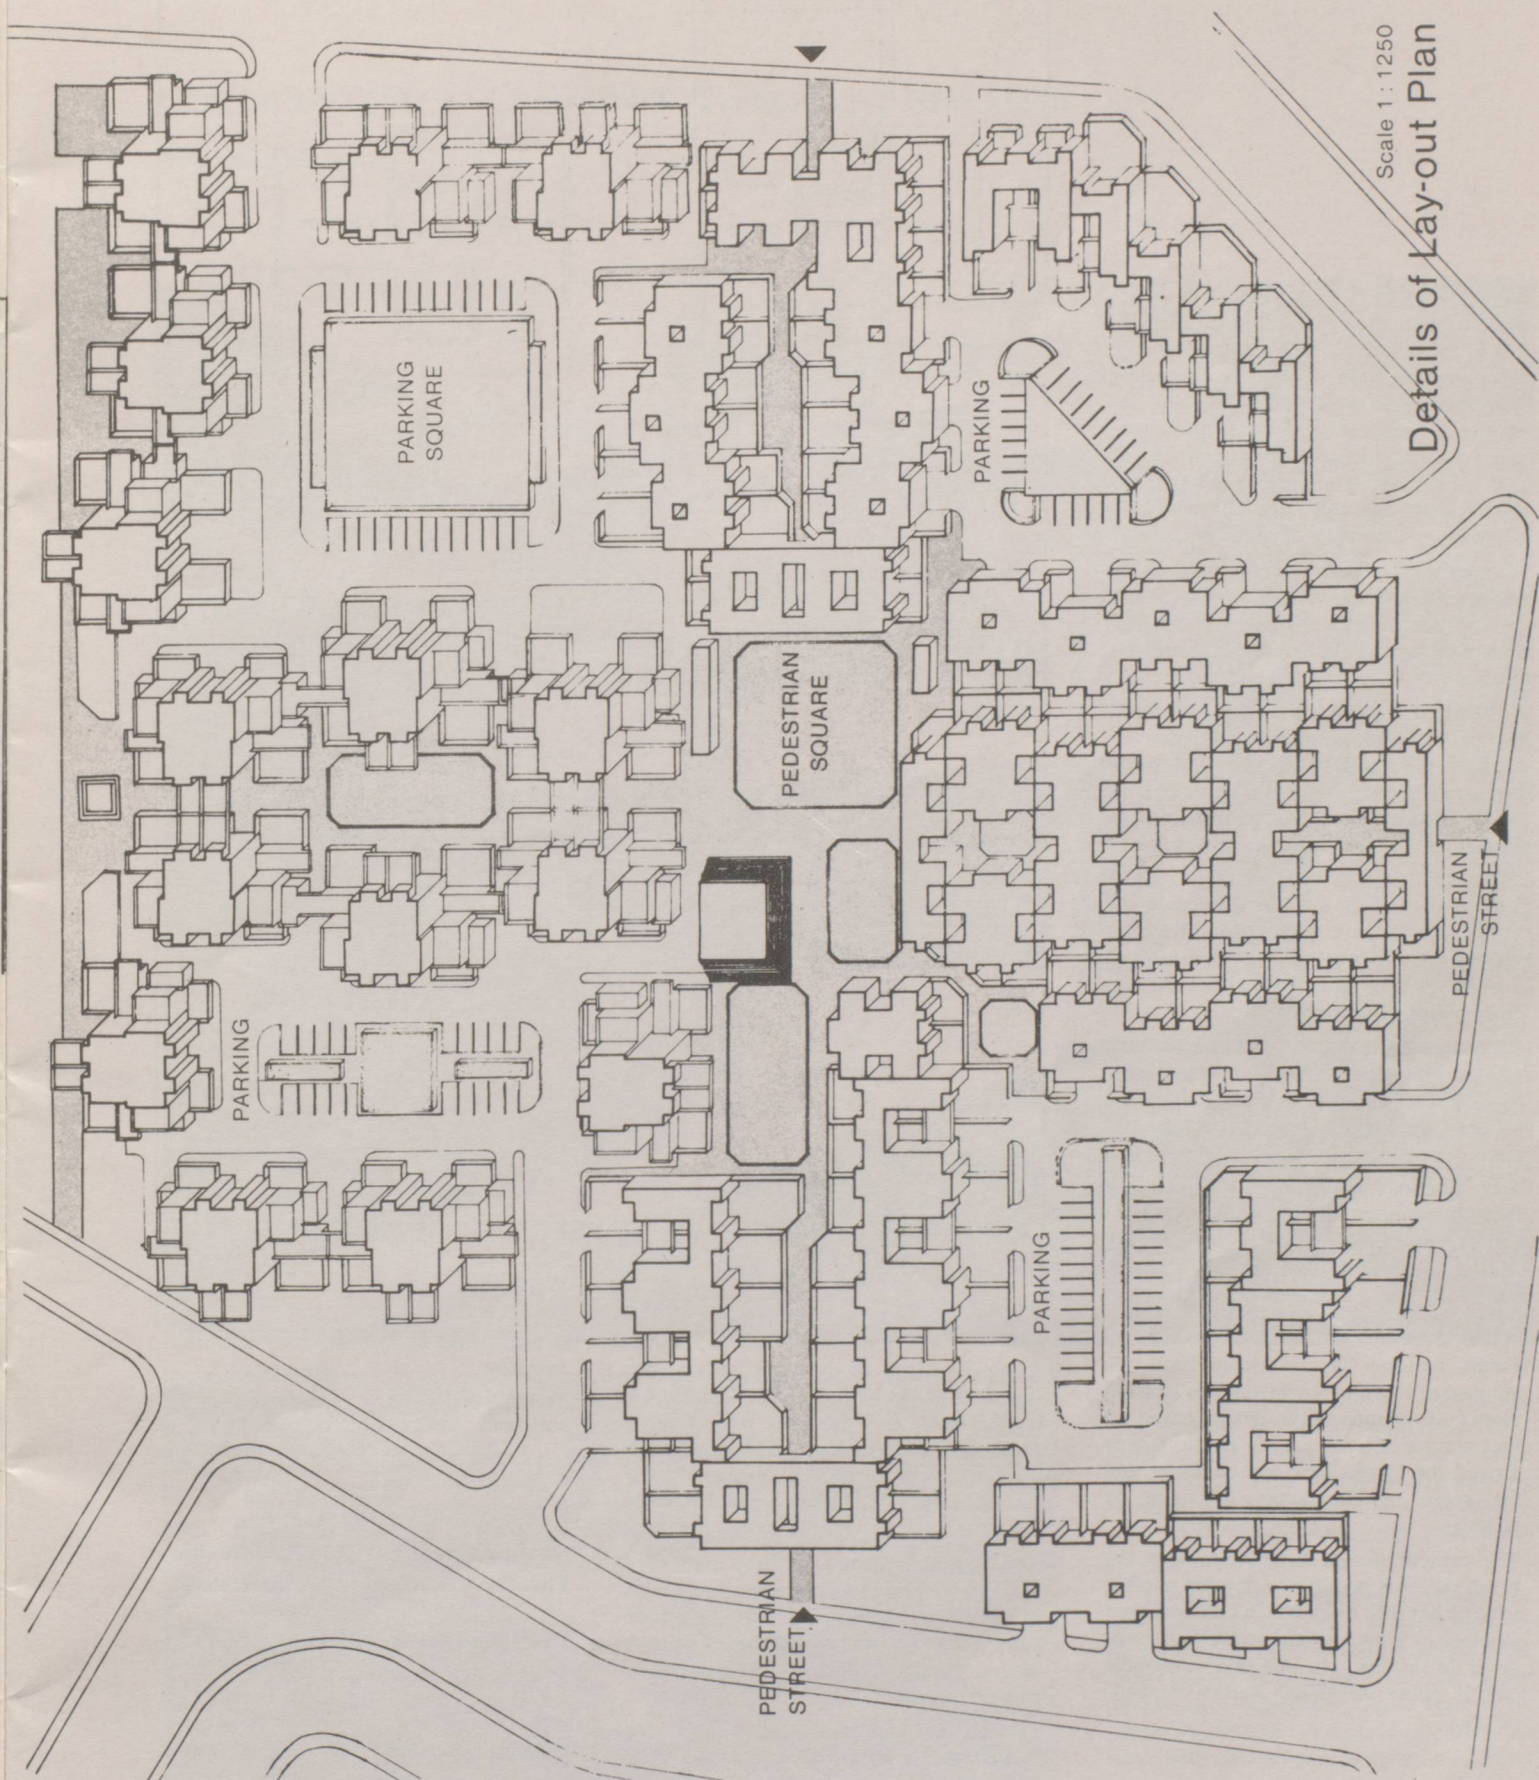 Scale 1 : 1250
Details of Lay-out Plan
PARKING
SQUARE
PARKING
PEDESTRIAN
SQUARE
PEDESTRIAN
STREET
PARKING
PARKING
PEDESTRIAN
STREET